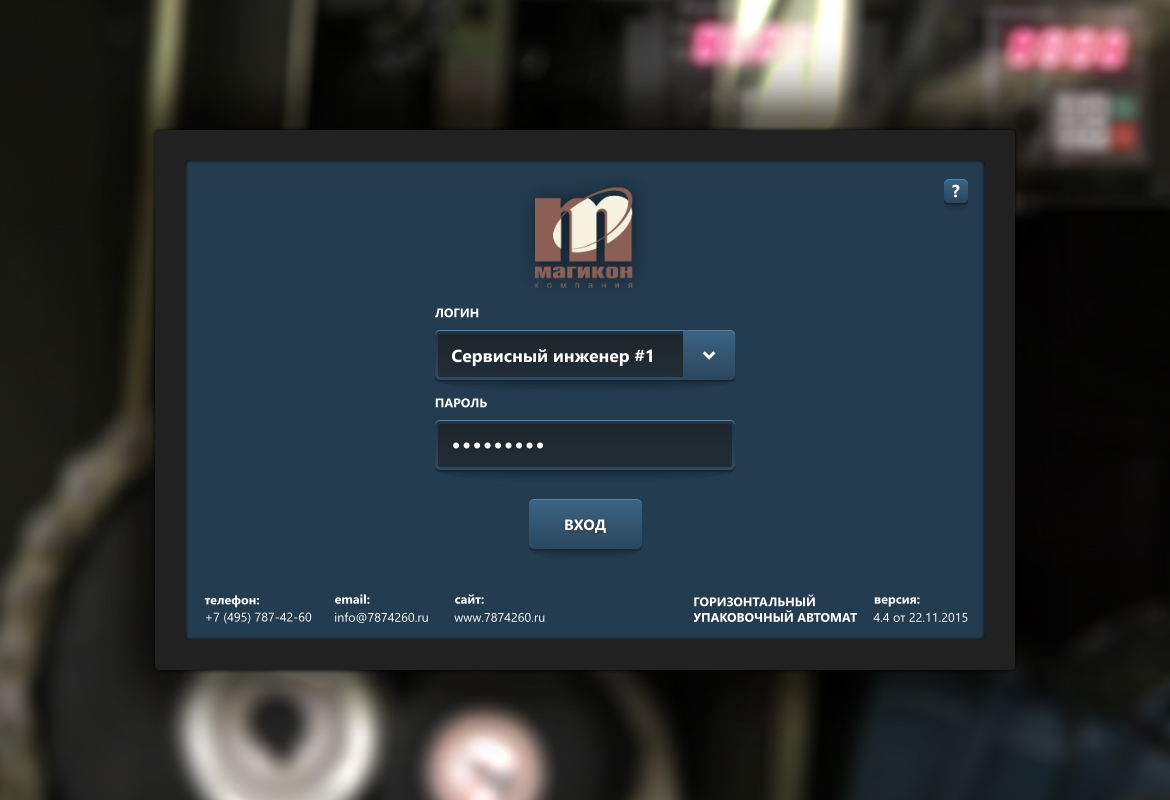 ?
магикон
компания
ЛОГИН
Сервисный инженер #1
ПАРОЛЬ
•••••••••
ВХОД
телефон:
+7 (495) 787-42-60
email:
info@7874260.ru
сайт:
www.7874260.ru
ГОРИЗОНТАЛЬНЫЙ
УПАКОВОЧНЫЙ АВТОМАТ
версия:
4.4 от 22.11.2015